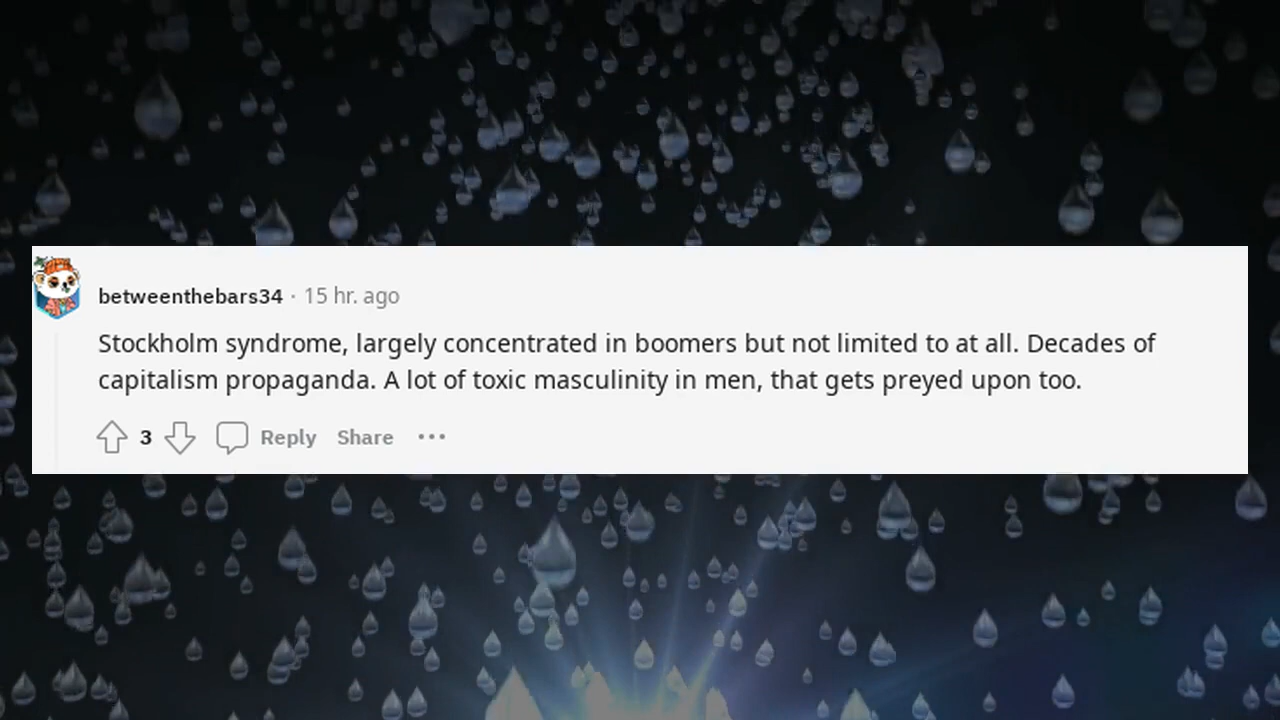 betweenthebars34 · 15 hr. ago
Stockholm syndrome, largely concentrated in boomers but not limited to at all. Decades of
capitalism propaganda. A lot of toxic masculinity in men, that gets preyed upon too.
3 Reply Share •••